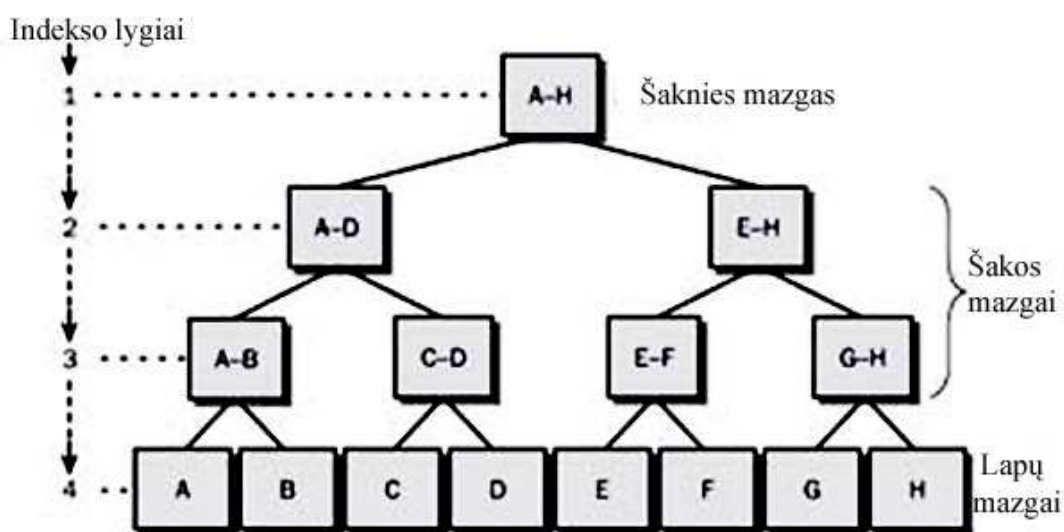 Indekso lygiai
1
A-H
Šaknies mazgas
2
A-D
E-H
Šakos
mazgai
3
A-B
C-D
E-F
G-H
4
A
B
C
D
E
F
G
H
Lapų
mazgai